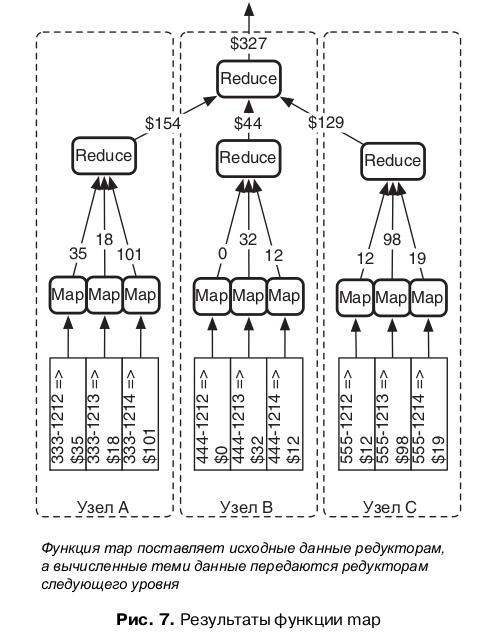 $327
Reduce
$154
$44
$129
Reduce
Reduce
Reduce
35
18
101
0
32
12
12
98
19
Map
Map
Map
Map
Map
Map
Map
Map
Map
333-1212 =>
$35
333-1213 =>
$18
333-1214 =>
$101
444-1212 =>
$0
444-1213 =>
$32
444-1214 =>
$12
555-1212 =>
$12
555-1213 =>
$98
555-1214 =>
$19
Узел A
Узел B
Узел C
Функция map поставляет исходные данные редукторам,
а вычисленные теми данные передаются редукторам
следующего уровня
Рис. 7. Результаты функции map